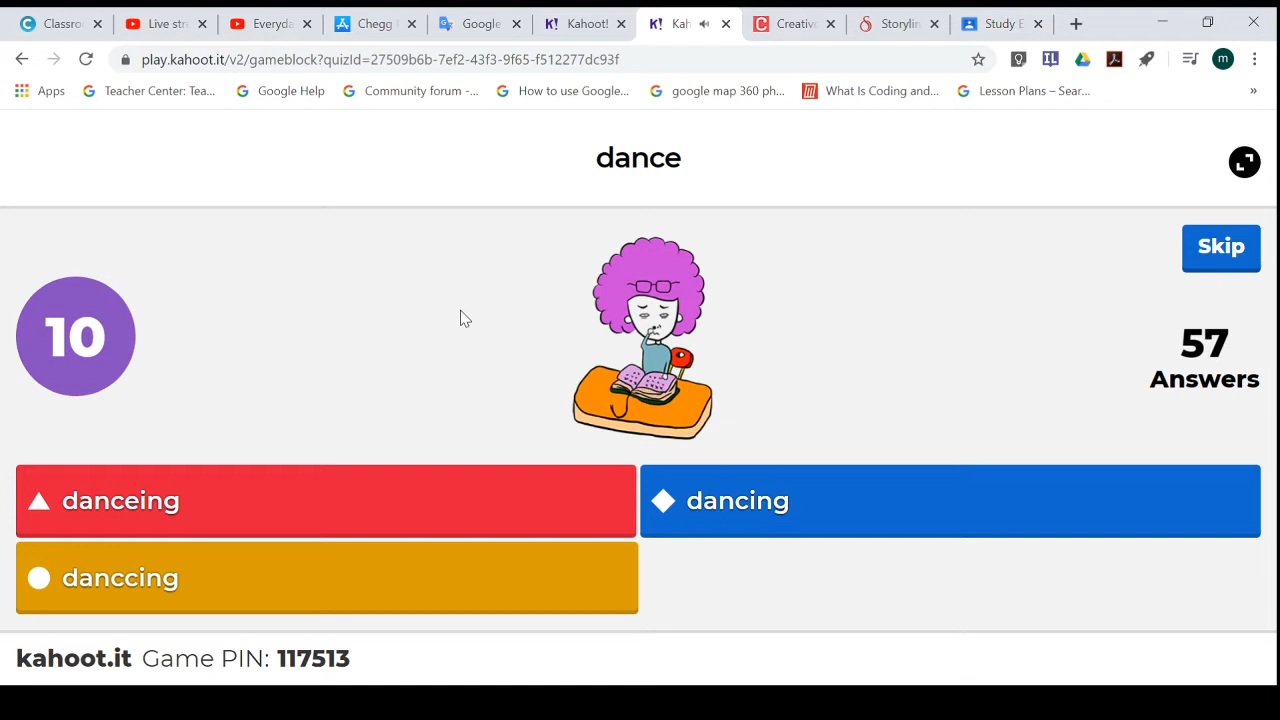 Classroo
Live str
Everyda
Chegg
Google
Kahoot!
Kah
Creative
Storylin
Study E
play.kahoot.it/v2/gameblock?quizId=27509b6b-7ef2-43f3-9f65-f512277dc93f
m
Apps
Teacher Center: Tea...
Google Help
Community forum -...
How to use Google...
google map 360 ph...
What Is Coding and...
Lesson Plans – Sear...
»
dance
Skip
10
57
Answers
danceing
dancing
danccing
kahoot.it Game PIN: 117513